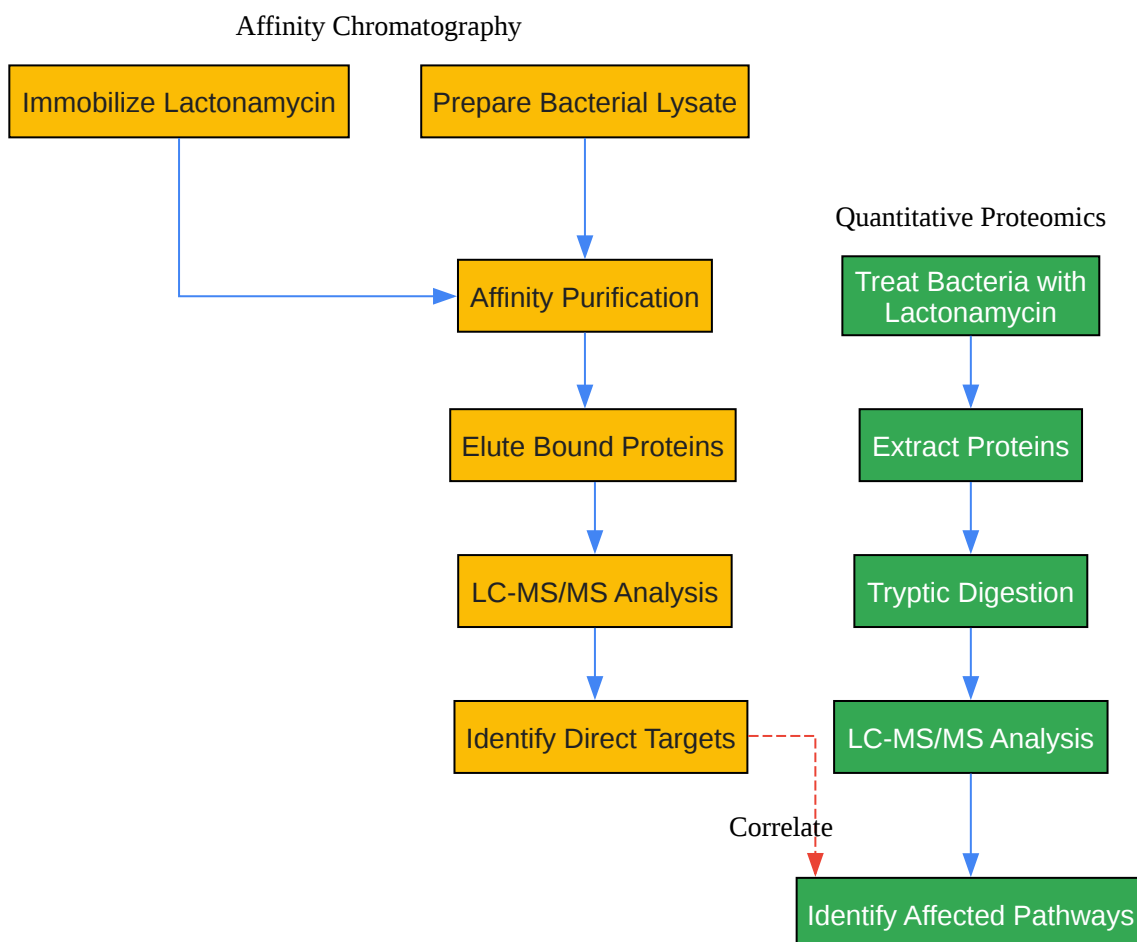 Affinity Chromatography
Immobilize Lactonamycin
Prepare Bacterial Lysate
Affinity Purification
Elute Bound Proteins
LC-MS/MS Analysis
Identify Direct Targets
Correlate
Quantitative Proteomics
Treat Bacteria with
Lactonamycin
Extract Proteins
Tryptic Digestion
LC-MS/MS Analysis
Identify Affected Pathways